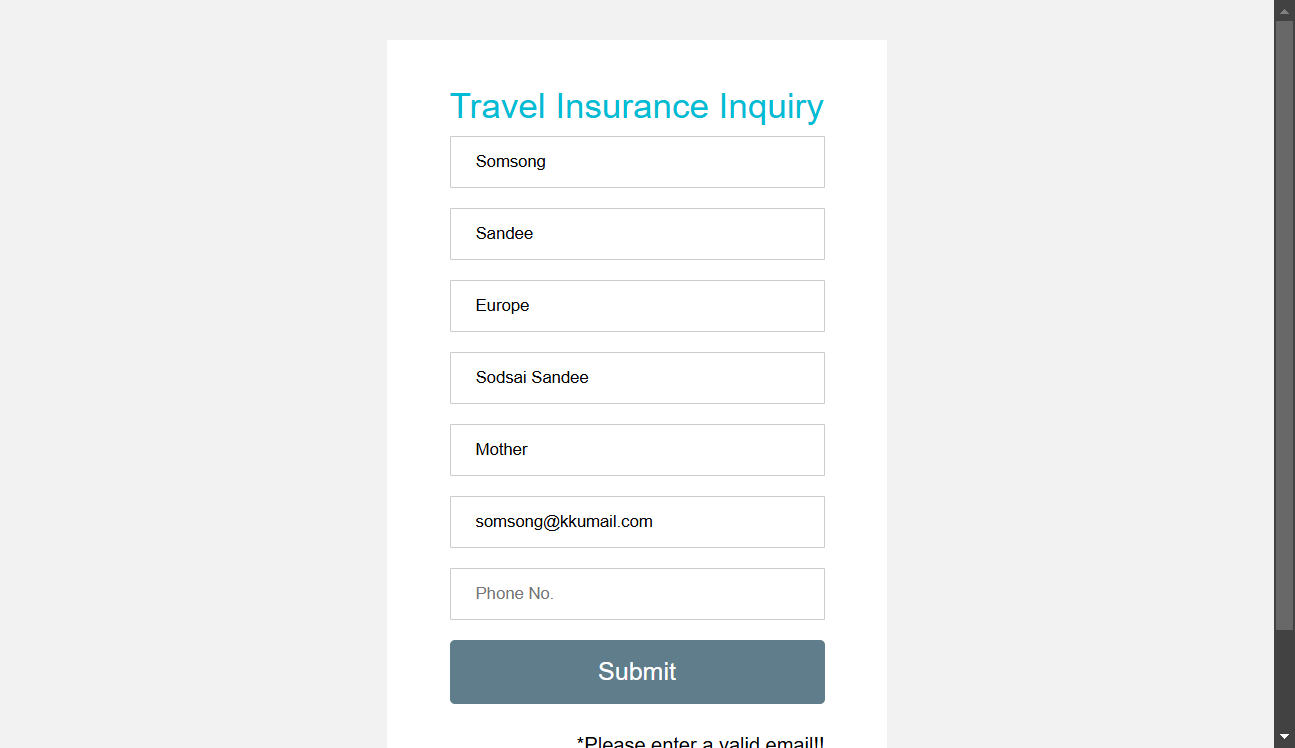 Travel Insurance Inquiry
Somsong
Sandee
Europe
Sodsai Sandee
Mother
somsong@kkumail.com
Phone No.
Submit
*Please enter a valid email!!